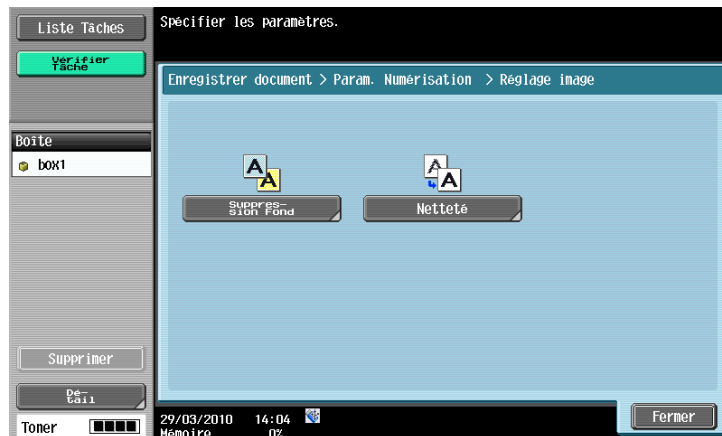 Liste Tâches
Spécifier les paramètres.
Vérifier
Tâche
Enregistrer document > Param. Numérisation > Réglage image
Boîte
box1
Suppres-
sion Fond
Netteté
Supprimer
Dé-
tail
Toner
29/03/2010 14:04
Mémoire 0%
Fermer